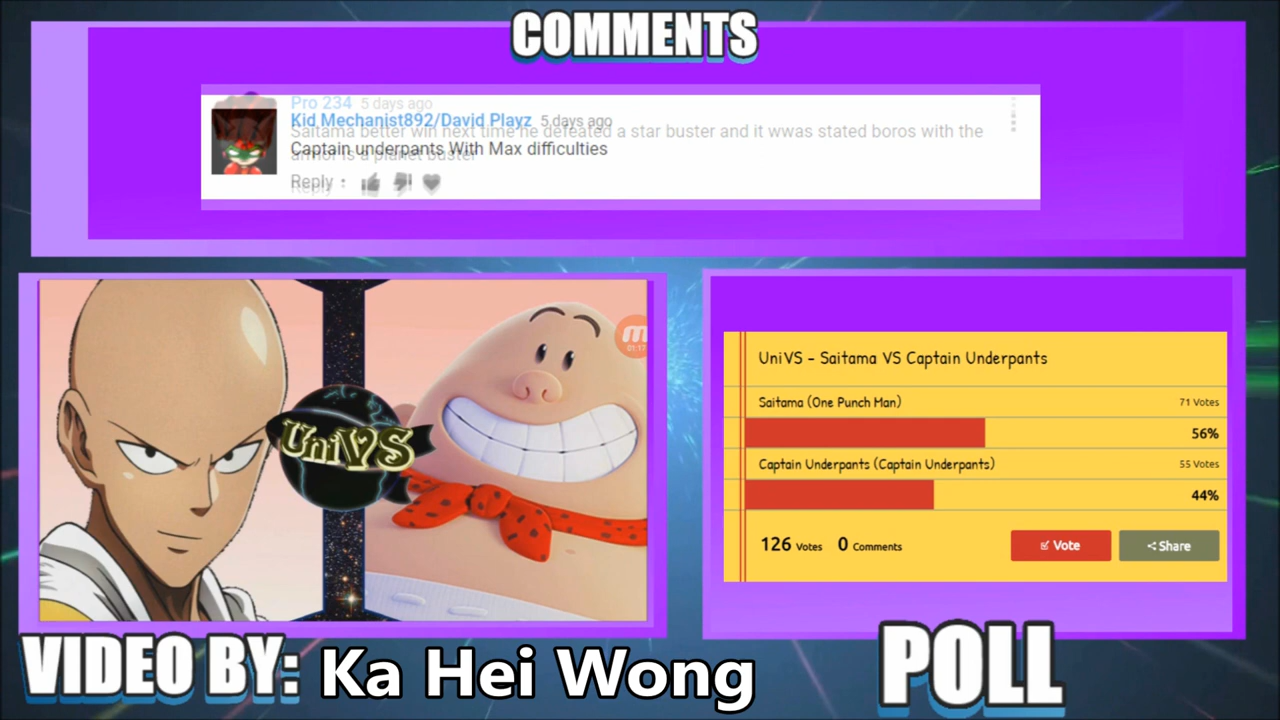 COMMENTS
Pro 234 5 days ago
Kid Mechanist892/David Playz 5 days ago
Saitama better win next time he defeated a star buster and it wwas stated boros with the
Captain underpants With Max difficulties
armor is a planet buster
Reply
Reply
01:17
UniVS
UniVS - Saitama VS Captain Underpants
Saitama (One Punch Man) 71 Votes
56%
Captain Underpants (Captain Underpants) 55 Votes
44%
126 Votes 0 Comments
Vote Share
VIDEO BY: Ka Hei Wong
POLL